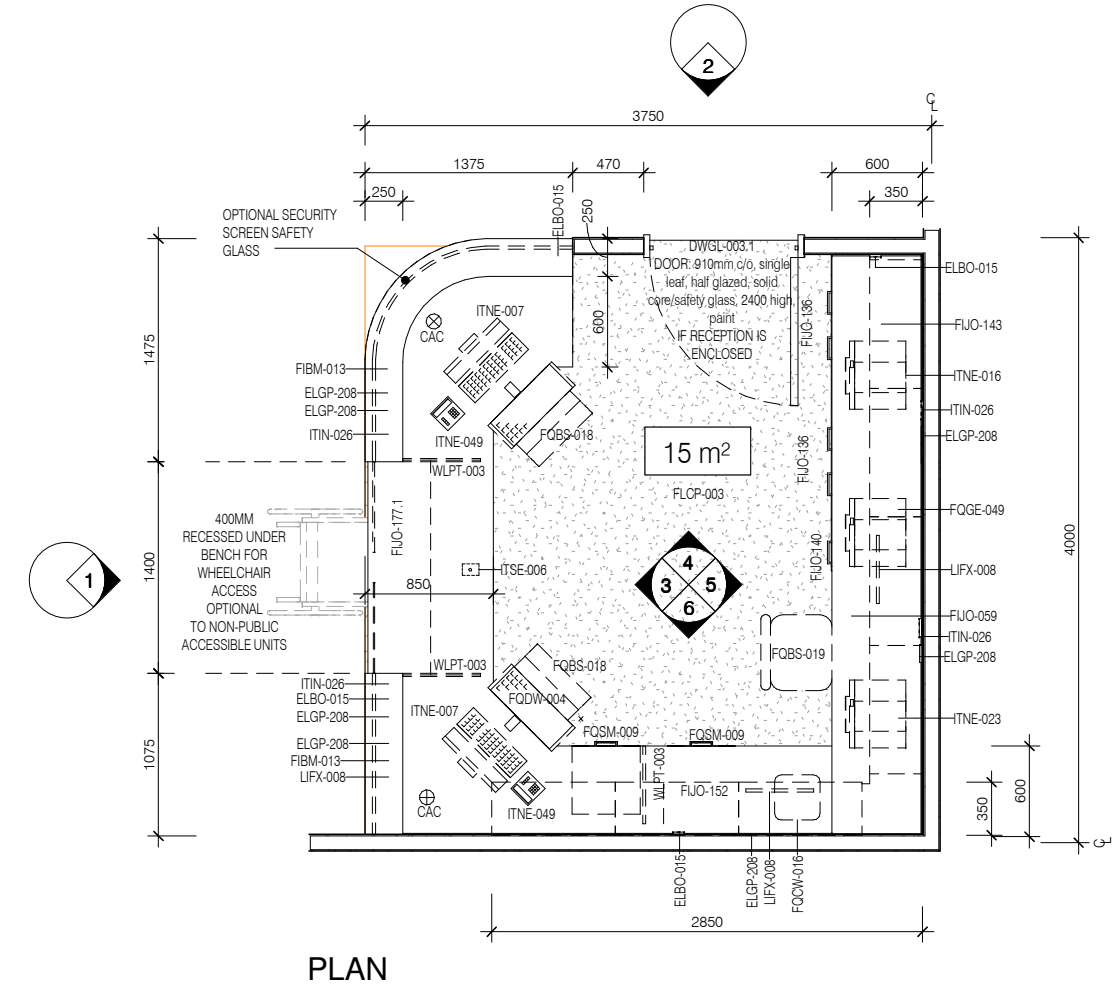 2
C
L
3750
1375
470
600
250
350
OPTIONAL SECURITY
SCREEN SAFETY
GLASS
ELBO-015
250
DWGL-003.1
DOOR: 910mm c/o, single
leaf, half glazed, solid
core/safety glass, 2400 high
paint
IF RECEPTION IS
ENCLOSED
ELBO-015
ITNE-007
CAC
600
FIJO-136
FIJO-143
1475
FIBM-013
ELGP-208
ELGP-208
ITIN-026
ITNE-016
ITIN-026
ELGP-208
ITNE-049
FQBS-018
WLPT-003
15 m²
FLCP-003
FIJO-136
FQGE-049
400MM
RECESSED UNDER
BENCH FOR
WHEELCHAIR
ACCESS
OPTIONAL
TO NON-PUBLIC
ACCESSIBLE UNITS
FIJO-177.1
1
1400
850
ITSE-006
3
4
5
6
FIJO-140
LIFX-008
4000
FIJO-059
ITIN-026
ELGP-208
FQBS-019
WLPT-003
FQBS-018
FQDW-004
ITIN-026
ELBO-015
ELGP-208
ITNE-007
1075
ELGP-208
FIBM-013
LIFX-008
FQSM-009
FQSM-009
ITNE-023
WLPT-003
FIJO-152
CAC
ITNE-049
350
600
C
L
ELBO-015
ELGP-208
LIFX-008
FQCW-016
2850
PLAN